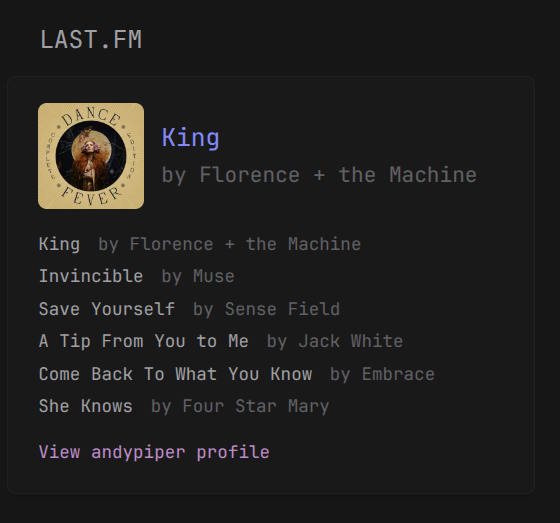 LAST.FM
DANCE
COMPLETE
EDITION
FEVER
King
by Florence + the Machine
King by Florence + the Machine
Invincible by Muse
Save Yourself by Sense Field
A Tip From You to Me by Jack White
Come Back To What You Know by Embrace
She Knows by Four Star Mary
View andypiper profile